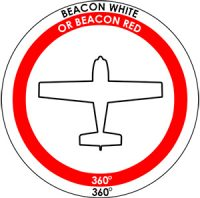 BEACON WHITE
OR BEACON RED
360°
360°